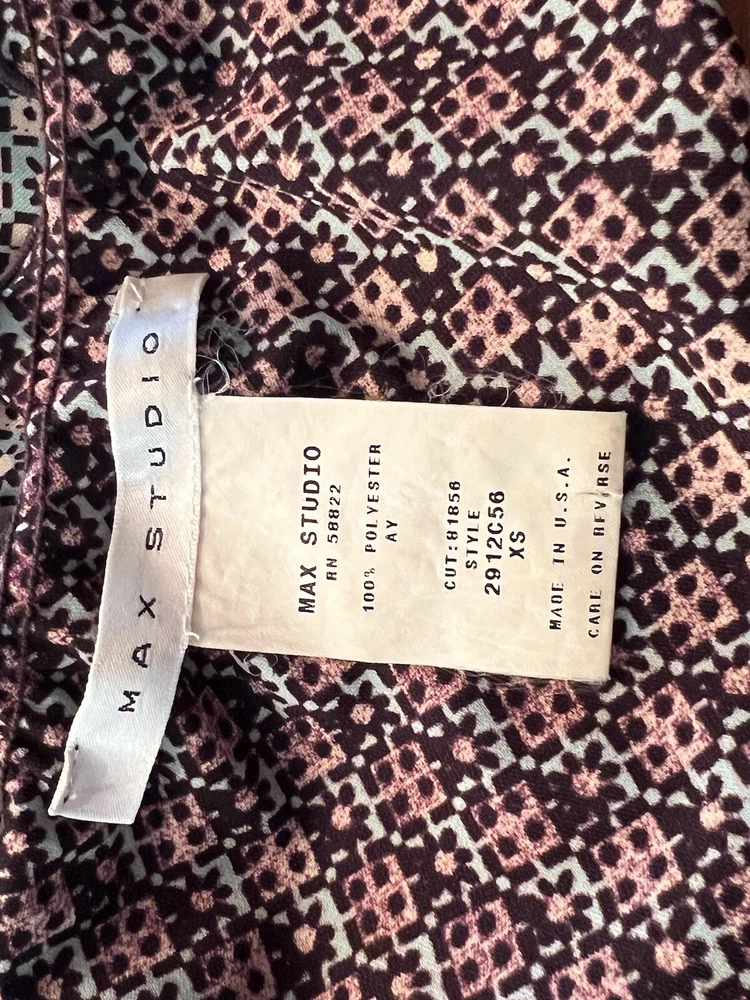 MAX STUDIO
MAX STUDIO
RN 58822
100% POLYESTER
AY
CUT:81856
STYLE
2912C56
XS
MADE IN U.S.A.
CARE ON REVERSE